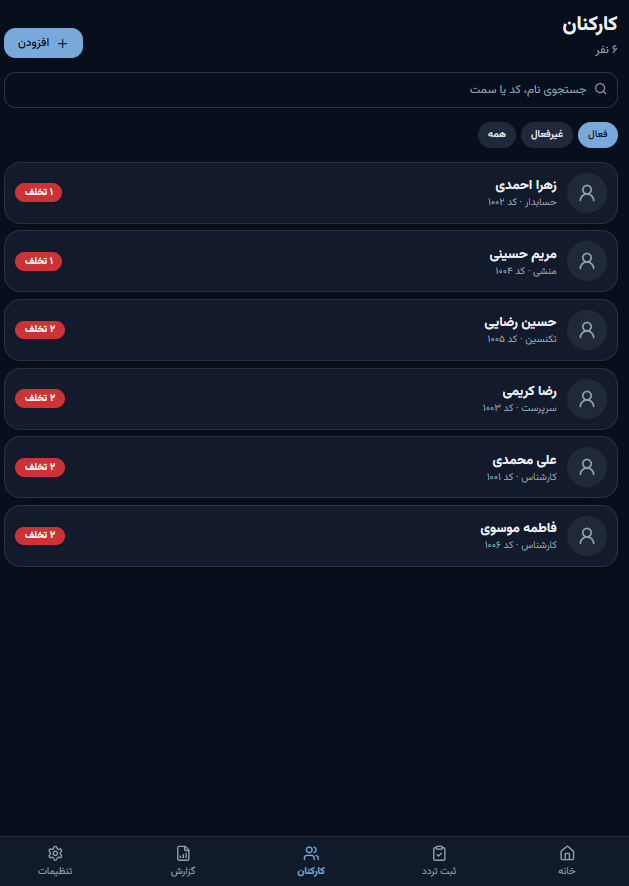 کارکنان
۶ نفر
افزودن
جستجوی نام، کد یا سمت
فعال
غیرفعال
همه
زهرا احمدی
حسابدار · کد ۱۰۰۲
۱ تخلف
مریم حسینی
منشی · کد ۱۰۰۴
۱ تخلف
حسین رضایی
تکنسین · کد ۱۰۰۵
۲ تخلف
رضا کریمی
سرپرست · کد ۱۰۰۳
۲ تخلف
علی محمدی
کارشناس · کد ۱۰۰۱
۲ تخلف
فاطمه موسوی
کارشناس · کد ۱۰۰۶
۲ تخلف
خانه
ثبت تردد
کارکنان
گزارش
تنظیمات